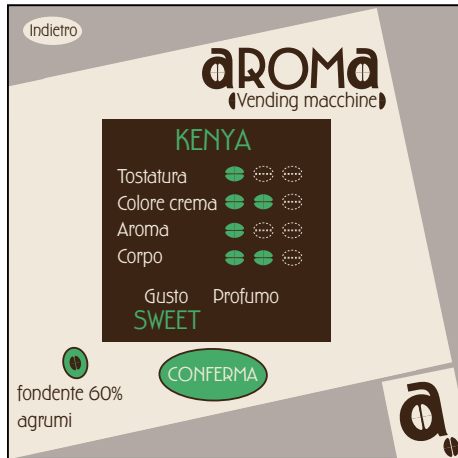 Indietro
aROMa
Vending macchine
KENYA
Tostatura
Colore crema
Aroma
Corpo
Gusto Profumo
SWEET
CONFERMA
fondente 60%
agrumi
a